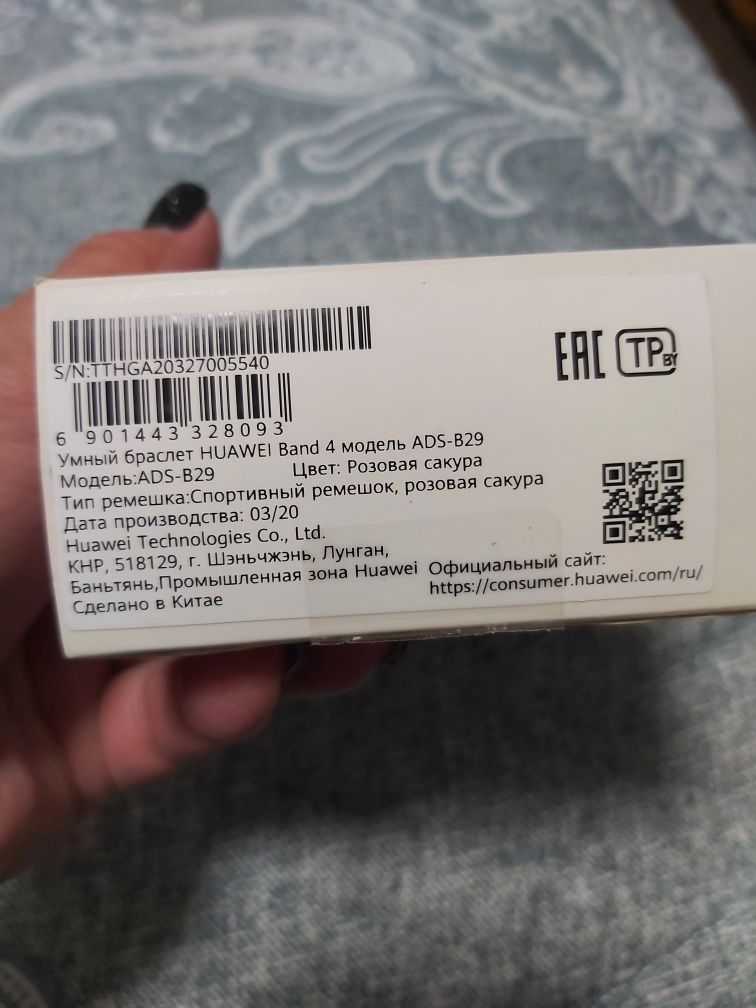 S/N:TTHGA20327005540
EAC TP BY
6 901443 328093
Умный браслет HUAWEI Band 4 модель ADS-B29
Модель:ADS-B29 Цвет: Розовая сакура
Тип ремешка:Спортивный ремешок, розовая сакура
Дата производства: 03/20
Huawei Technologies Co., Ltd.
КНР, 518129, г. Шэньчжэнь, Лунган,
Баньтянь,Промышленная зона Huawei
Сделано в Китае
Официальный сайт:
https://consumer.huawei.com/ru/